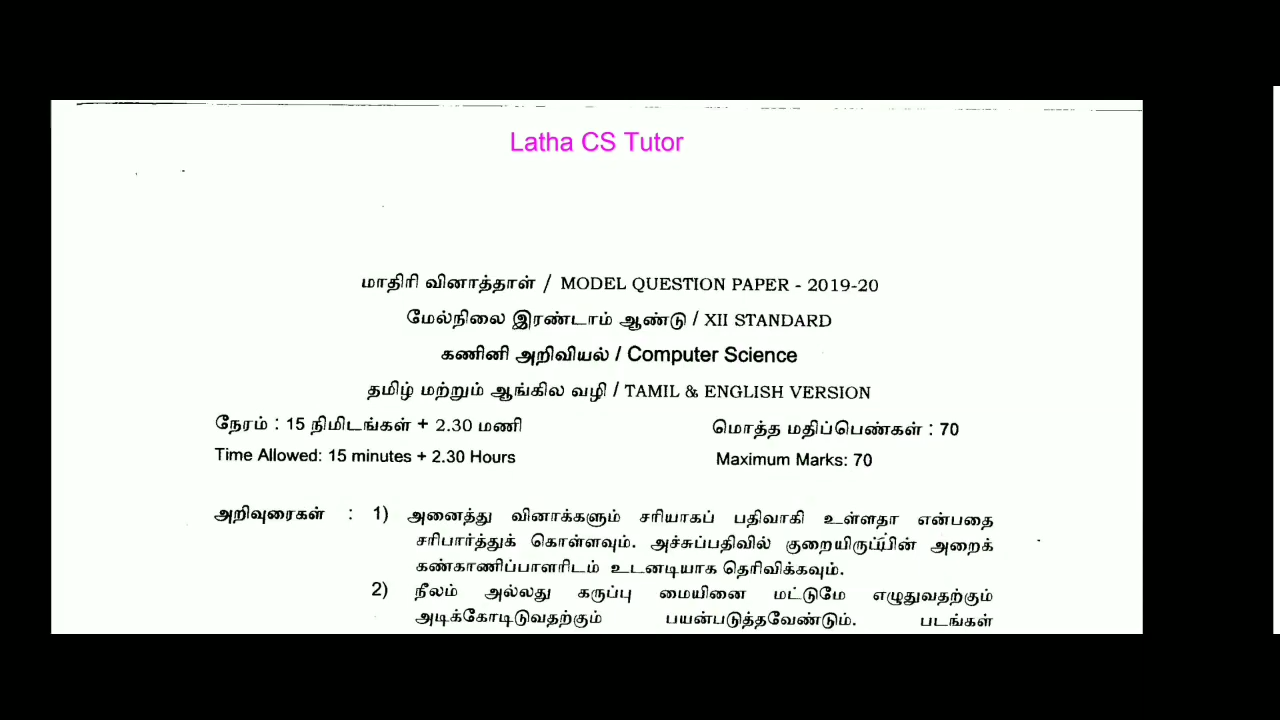 Latha CS Tutor
மாதிரி வினாத்தாள் / MODEL QUESTION PAPER - 2019-20
மேல்நிலை இரண்டாம் ஆண்டு / XII STANDARD
கணினி அறிவியல் / Computer Science
தமிழ் மற்றும் ஆங்கில வழி / TAMIL & ENGLISH VERSION
நேரம் : 15 நிமிடங்கள் + 2.30 மணி மொத்த மதிப்பெண்கள் : 70
Time Allowed: 15 minutes + 2.30 Hours Maximum Marks: 70
அறிவுரைகள் : 1) அனைத்து வினாக்களும் சரியாகப் பதிவாகி உள்ளதா என்பதை
சரிபார்த்துக் கொள்ளவும். அச்சுப்பதிவில் குறையிருப்பின் அறைக்
கண்காணிப்பாளரிடம் உடனடியாக தெரிவிக்கவும்.
2) நீலம் அல்லது கருப்பு மையினை மட்டுமே எழுதுவதற்கும்
அடிக்கோடிடுவதற்கும் பயன்படுத்தவேண்டும். படங்கள்